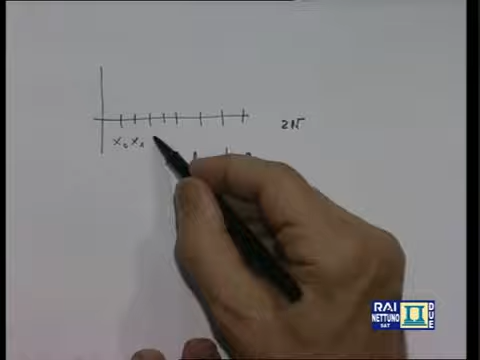 2N
x₀ x₁
RAI
NETTUNO
SAT
DUE